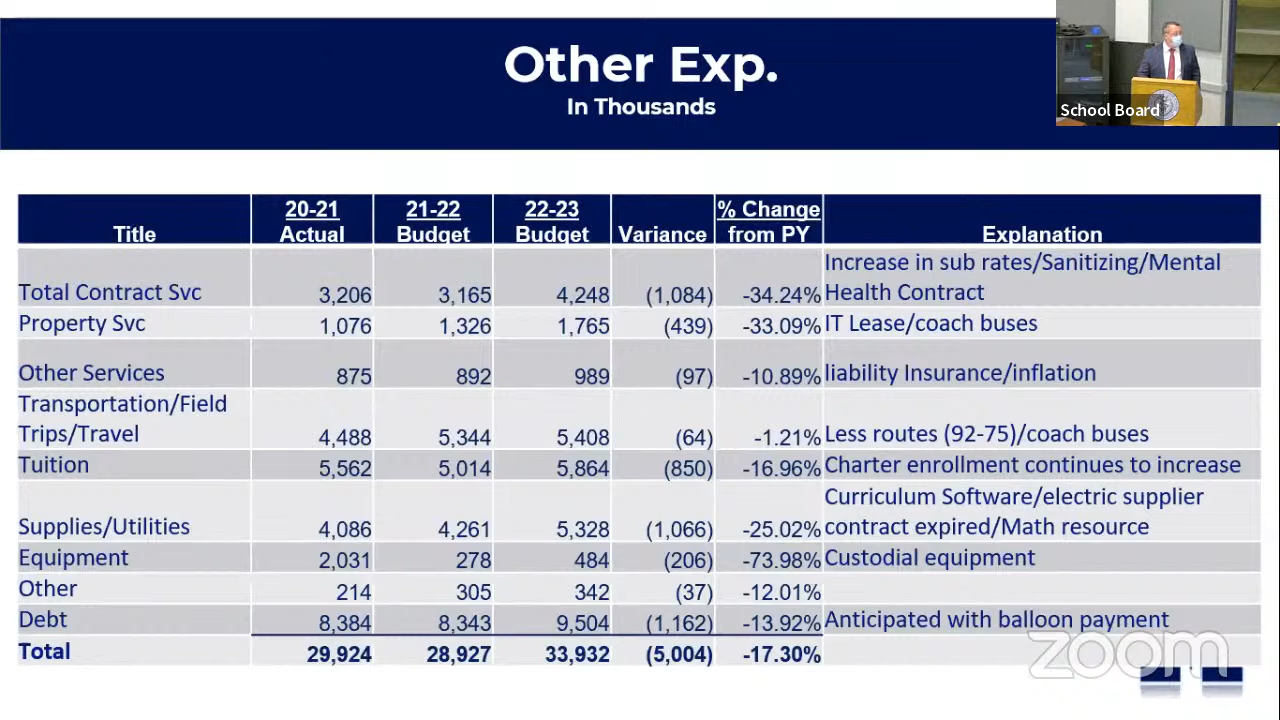 Other Exp.
In Thousands
School Board
Title 20-21 Actual 21-22 Budget 22-23 Budget Variance % Change from PY Explanation
Total Contract Svc 3,206 3,165 4,248 (1,084) -34.24% Increase in sub rates/Sanitizing/Mental Health Contract
Property Svc 1,076 1,326 1,765 (439) -33.09% IT Lease/coach buses
Other Services 875 892 989 (97) -10.89% liability Insurance/inflation
Transportation/Field Trips/Travel 4,488 5,344 5,408 (64) -1.21% Less routes (92-75)/coach buses
Tuition 5,562 5,014 5,864 (850) -16.96% Charter enrollment continues to increase
Supplies/Utilities 4,086 4,261 5,328 (1,066) -25.02% Curriculum Software/electric supplier contract expired/Math resource
Equipment 2,031 278 484 (206) -73.98% Custodial equipment
Other 214 305 342 (37) -12.01%
Debt 8,384 8,343 9,504 (1,162) -13.92% Anticipated with balloon payment
Total 29,924 28,927 33,932 (5,004) -17.30%
zoom